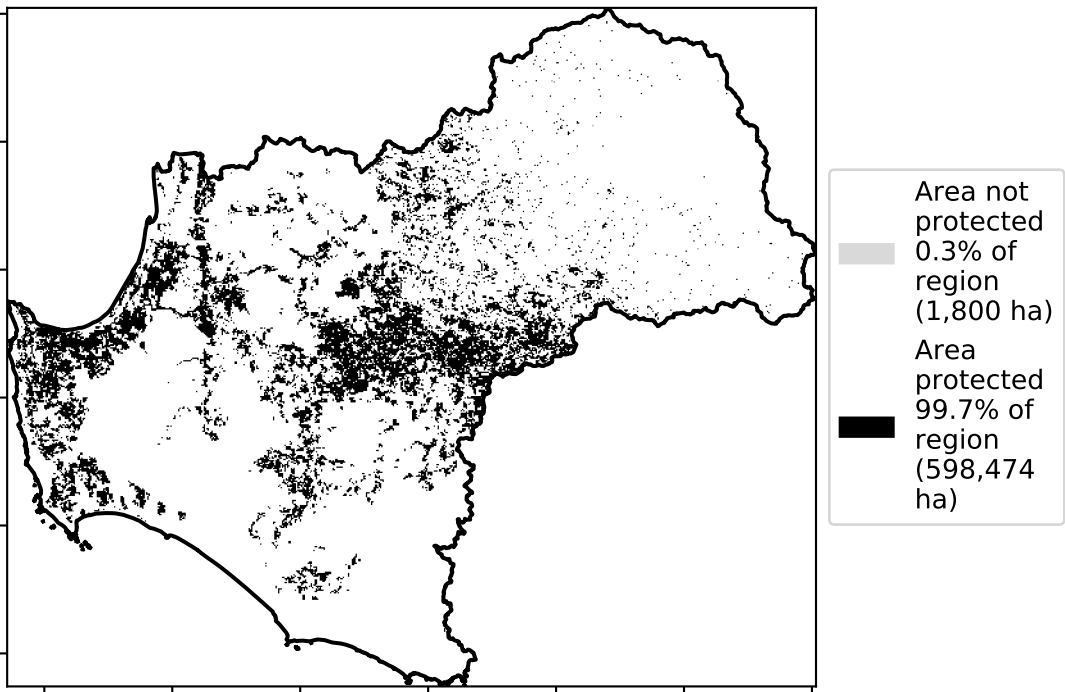 Area not
protected
0.3% of
region
(1,800 ha)
Area
protected
99.7% of
region
(598,474
ha)